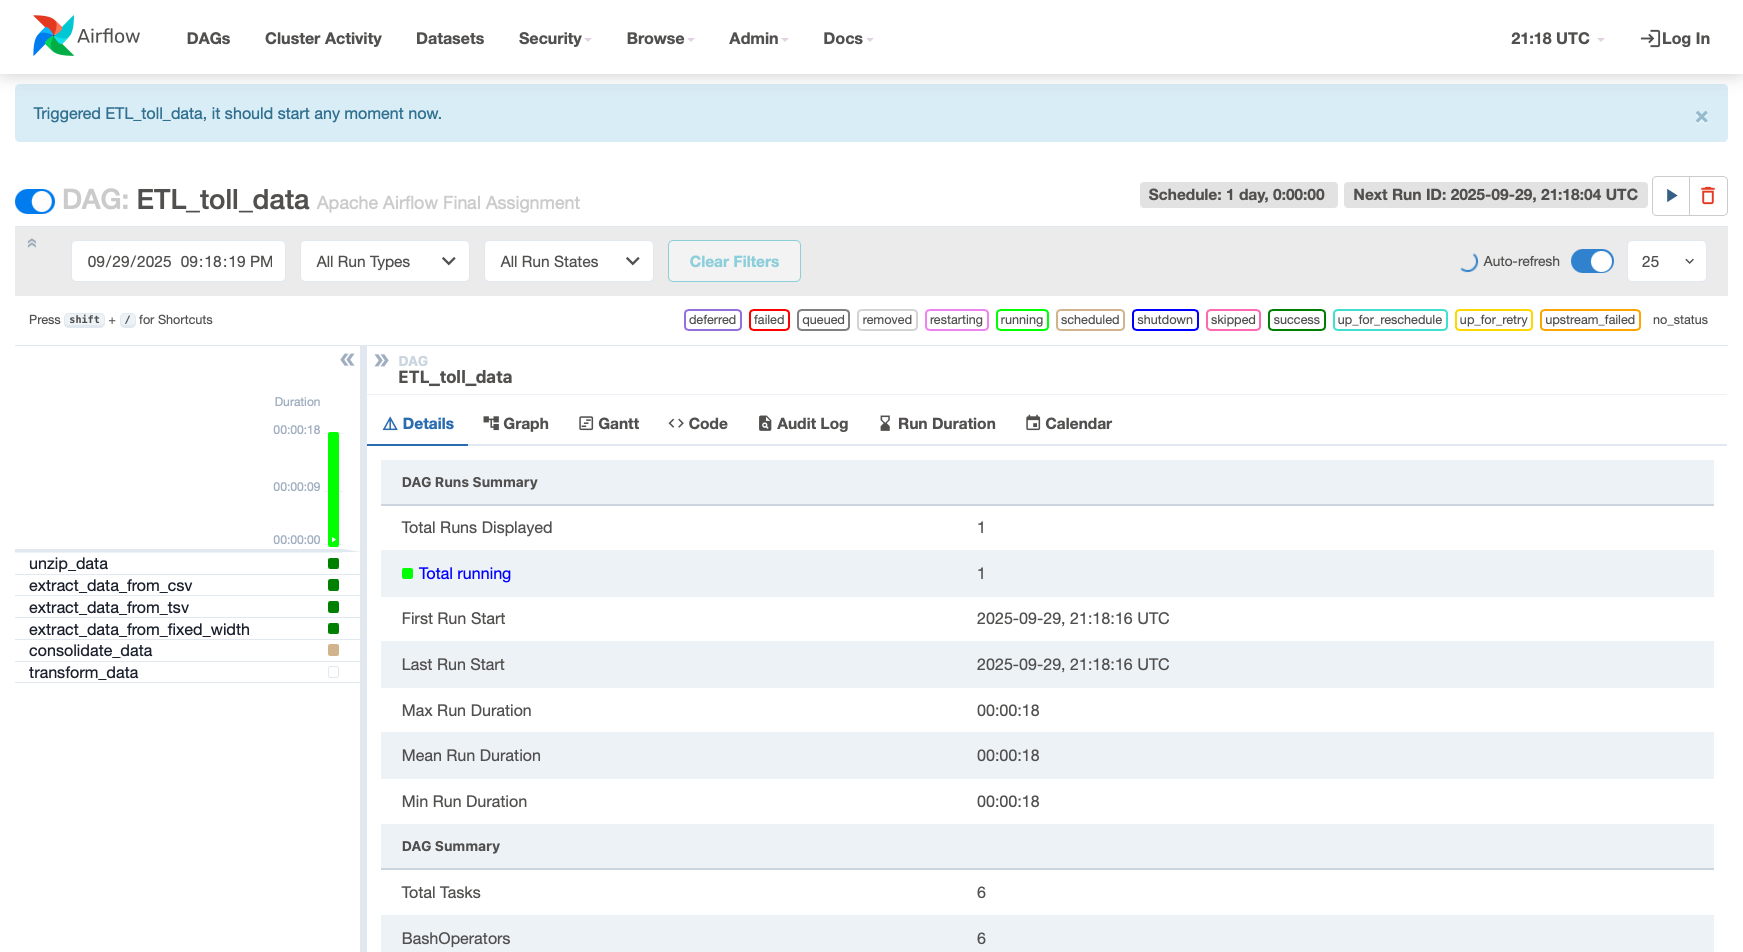 Airflow DAGs Cluster Activity Datasets Security Browse Admin Docs 21:18 UTC Log In
Triggered ETL_toll_data, it should start any moment now. ×
DAG: ETL_toll_data Apache Airflow Final Assignment Schedule: 1 day, 0:00:00 Next Run ID: 2025-09-29, 21:18:04 UTC
09/29/2025 09:18:19 PM All Run Types All Run States Clear Filters Auto-refresh 25
Press shift + / for Shortcuts deferred failed queued removed restarting running scheduled shutdown skipped success up_for_reschedule up_for_retry upstream_failed no_status
DAG
ETL_toll_data
Duration
00:00:18
00:00:09
00:00:00
unzip_data
extract_data_from_csv
extract_data_from_tsv
extract_data_from_fixed_width
consolidate_data
transform_data
Details Graph Gantt Code Audit Log Run Duration Calendar
DAG Runs Summary
Total Runs Displayed 1
Total running 1
First Run Start 2025-09-29, 21:18:16 UTC
Last Run Start 2025-09-29, 21:18:16 UTC
Max Run Duration 00:00:18
Mean Run Duration 00:00:18
Min Run Duration 00:00:18
DAG Summary
Total Tasks 6
BashOperators 6